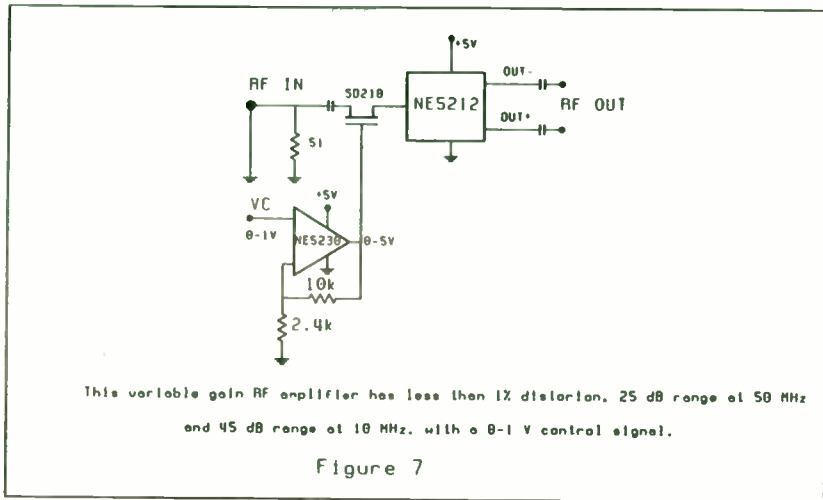 +5V
OUT-
RF IN
SD210
NE5212
RF OUT
OUT+
51
+5V
VC
0-1V
NE5230
0-5V
10k
2.4k
This variable gain RF amplifier has less than 1% distorion, 25 dB range at 50 MHz
and 45 dB range at 10 MHz, with a 0-1 V control signal.
Figure 7